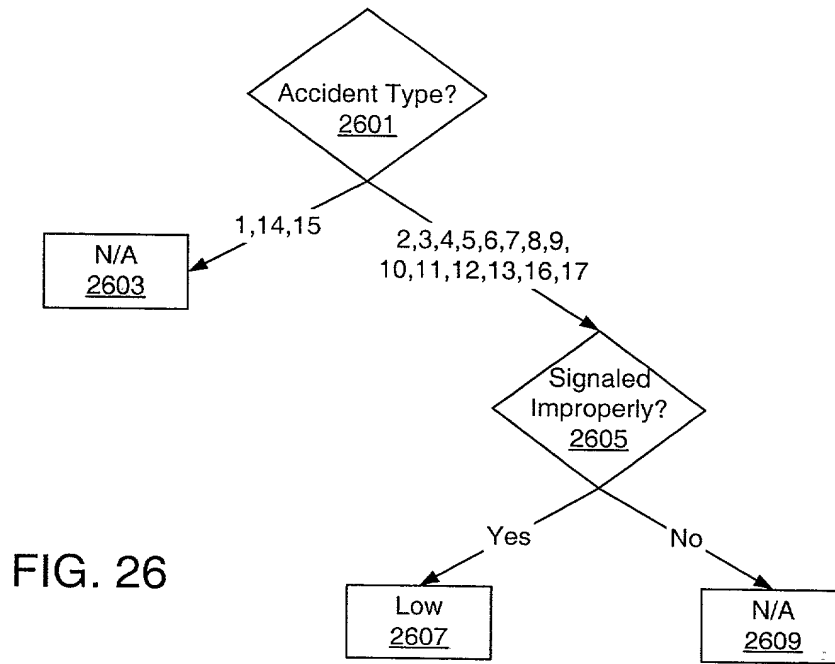 Accident Type?
2601
1,14,15
2,3,4,5,6,7,8,9,
10,11,12,13,16,17
N/A
2603
Signaled
Improperly?
2605
Yes
No
FIG. 26
Low
2607
N/A
2609